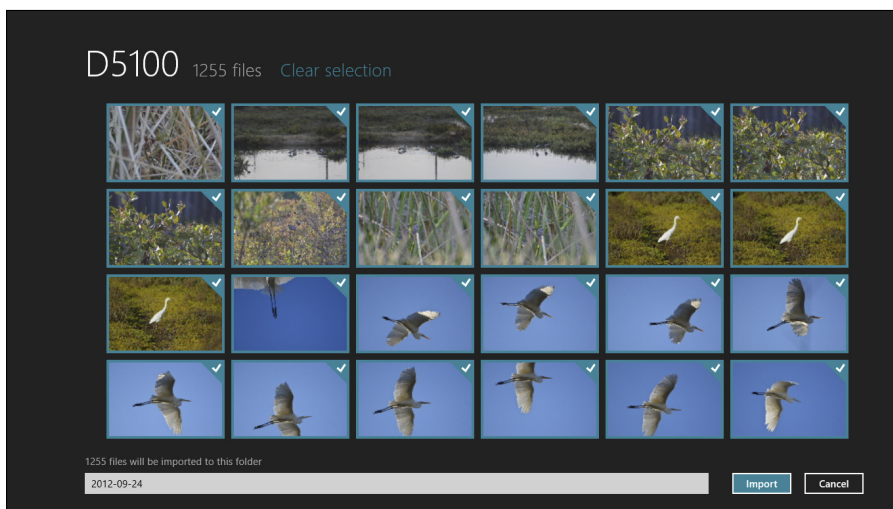 D5100 1255 files Clear selection
1255 files will be imported to this folder
2012-09-24
Import Cancel